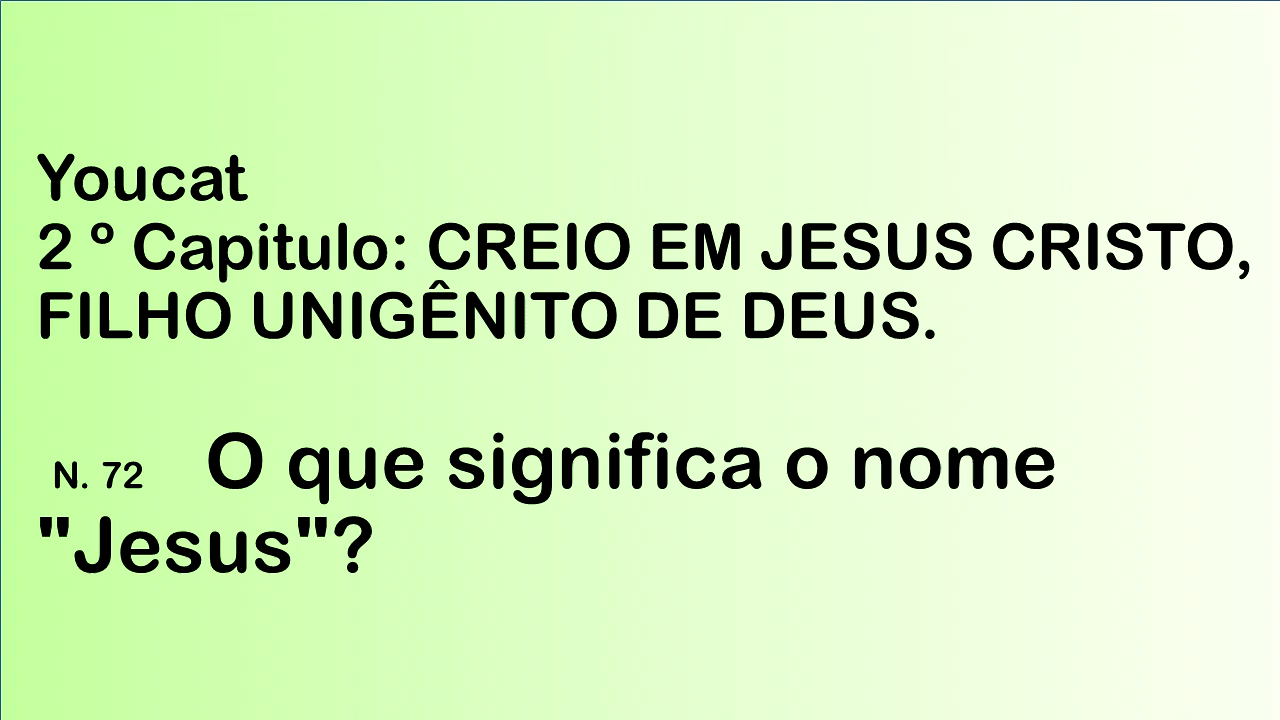 Youcat
2 º Capitulo: CREIO EM JESUS CRISTO,
FILHO UNIGÊNITO DE DEUS.
N. 72 O que significa o nome
"Jesus"?